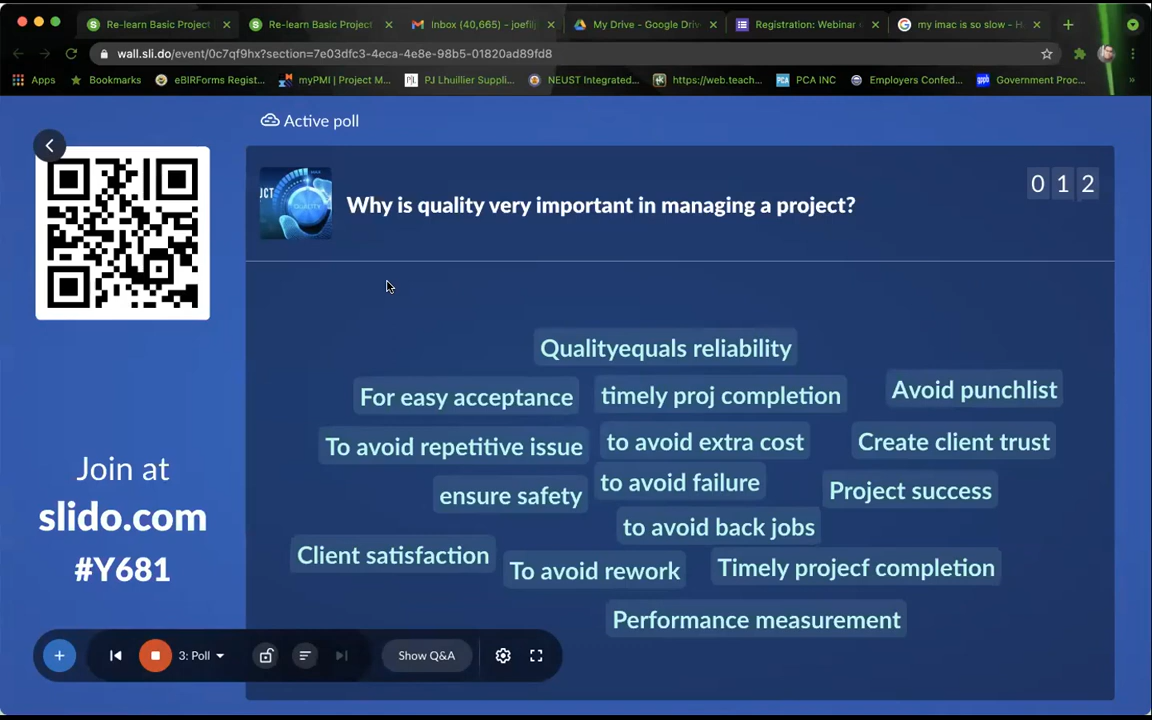 Re-learn Basic Project
Re-learn Basic Project
Inbox (40,665) - joefilj
My Drive - Google Driv
Registration: Webinar
my imac is so slow - H
wall.sli.do/event/0c7qf9hx?section=7e03dfc3-4eca-4e8e-98b5-01820ad89fd8
Apps
Bookmarks
eBIRForms Regist...
myPMI | Project M...
PJ Lhuillier Suppli...
NEUST Integrated...
https://web.teach...
PCA INC
Employers Confed...
Government Proc...
Active poll
UCT
QUALITY
Why is quality very important in managing a project?
0 1 2
Qualityequals reliability
For easy acceptance
timely proj completion
Avoid punchlist
To avoid repetitive issue
to avoid extra cost
Create client trust
ensure safety
to avoid failure
Project success
to avoid back jobs
Client satisfaction
To avoid rework
Timely projecf completion
Performance measurement
Join at
slido.com
#Y681
3: Poll
Show Q&A